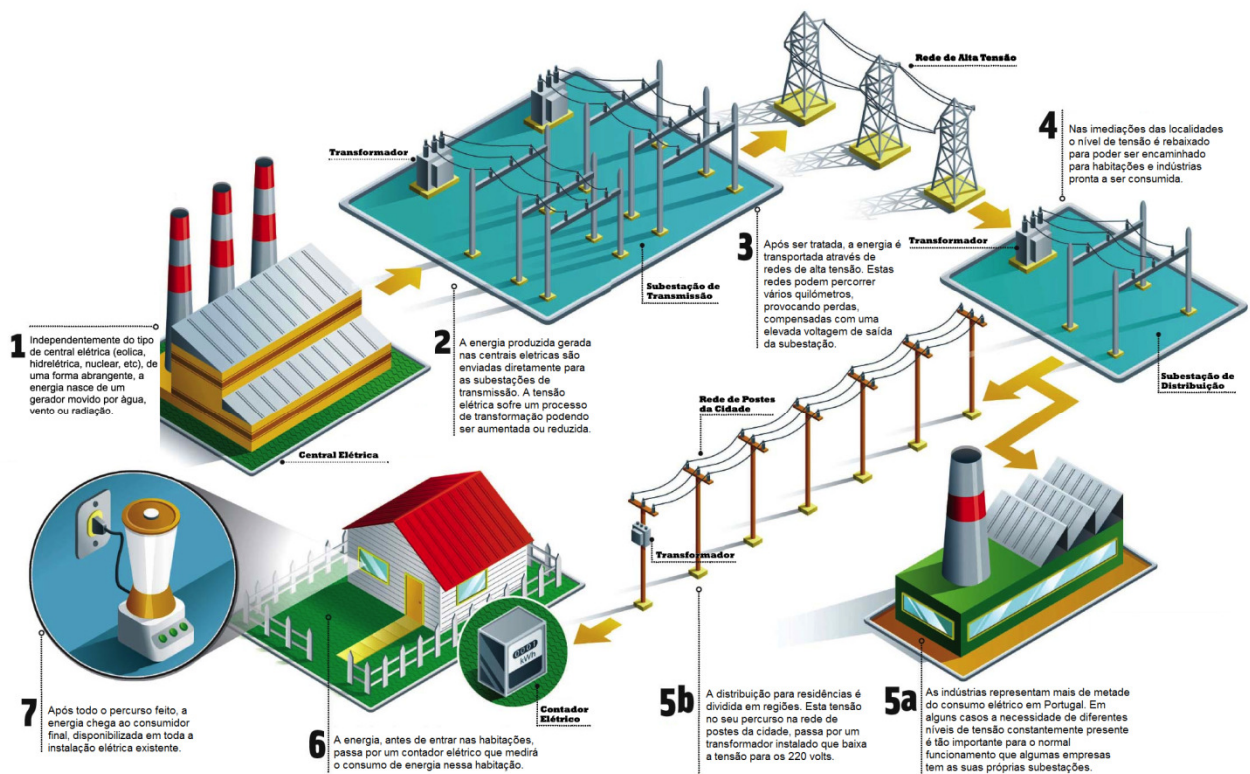 Rede de Alta Tensão
Transformador
4
Nas imediações das localidades
o nível de tensão é rebaixado
para poder ser encaminhado
para habitações e indústrias
pronta a ser consumida.
Transformador
3
Após ser tratada, a energia é
transportada através de
redes de alta tensão. Estas
redes podem percorrer
vários quilómetros,
provocando perdas,
compensadas com uma
elevada voltagem de saída
da subestação.
Subestação de
Transmissão
1
Independentemente do tipo
de central elétrica (eolica,
hidrelétrica, nuclear, etc), de
uma forma abrangente, a
energia nasce de um
gerador movido por àgua,
vento ou radiação.
2
A energia produzida gerada
nas centrais eletricas são
enviadas diretamente para
as subestações de
transmissão. A tensão
elétrica sofre um processo
de transformação podendo
ser aumentada ou reduzida.
Subestação de
Distribuição
Rede de Postes
da Cidade
Central Elétrica
Transformador
kWh
Contador
Elétrico
7
Após todo o percurso feito, a
energia chega ao consumidor
final, disponibilizada em toda a
instalação elétrica existente.
6
A energia, antes de entrar nas habitações,
passa por um contador elétrico que medirá
o consumo de energia nessa habitação.
5b
A distribuição para residências é
dividida em regiões. Esta tensão
no seu percurso na rede de
postes da cidade, passa por um
transformador instalado que baixa
a tensão para os 220 volts.
5a
As indústrias representam mais de metade
do consumo elétrico em Portugal. Em
alguns casos a necessidade de diferentes
níveis de tensão constantemente presente
é tão importante para o normal
funcionamento que algumas empresas
tem as suas próprias subestações.